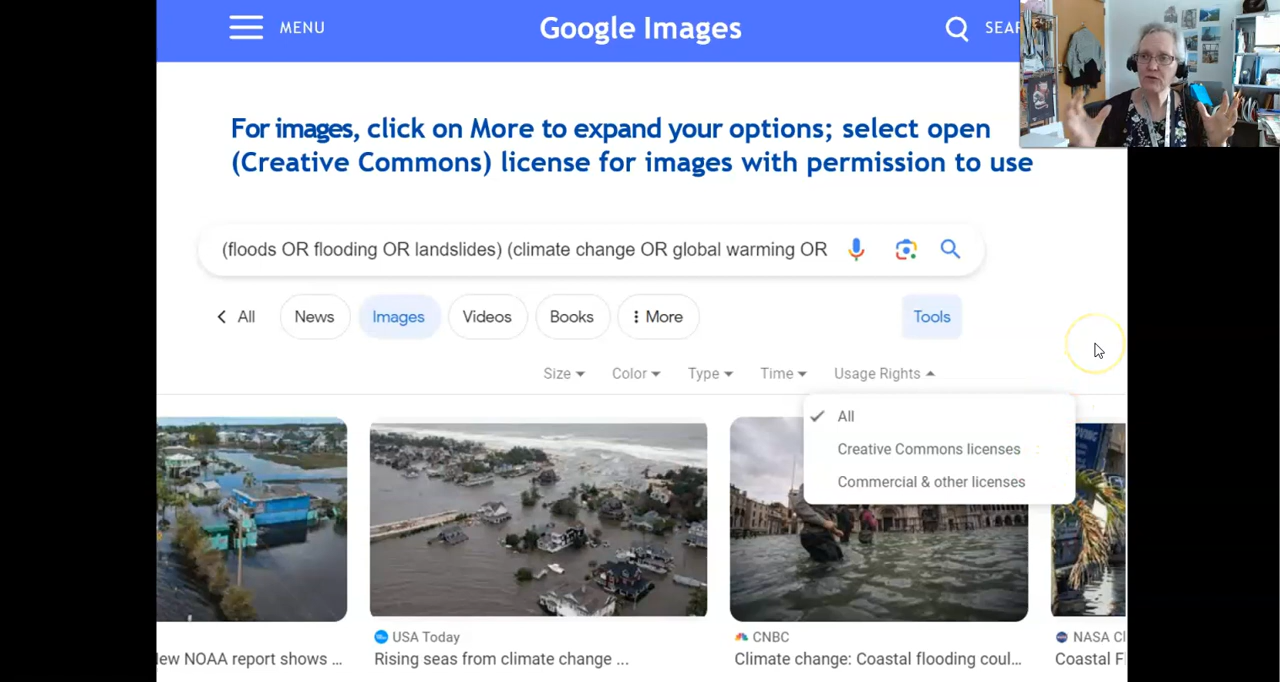 MENU
Google Images
SEA
For images, click on More to expand your options; select open
(Creative Commons) license for images with permission to use
(floods OR flooding OR landslides) (climate change OR global warming OR
All
News
Images
Videos
Books
More
Tools
Size
Color
Type
Time
Usage Rights
All
Creative Commons licenses
Commercial & other licenses
USA Today
CNBC
NASA Cl
ew NOAA report shows ...
Rising seas from climate change ...
Climate change: Coastal flooding coul...
Coastal F